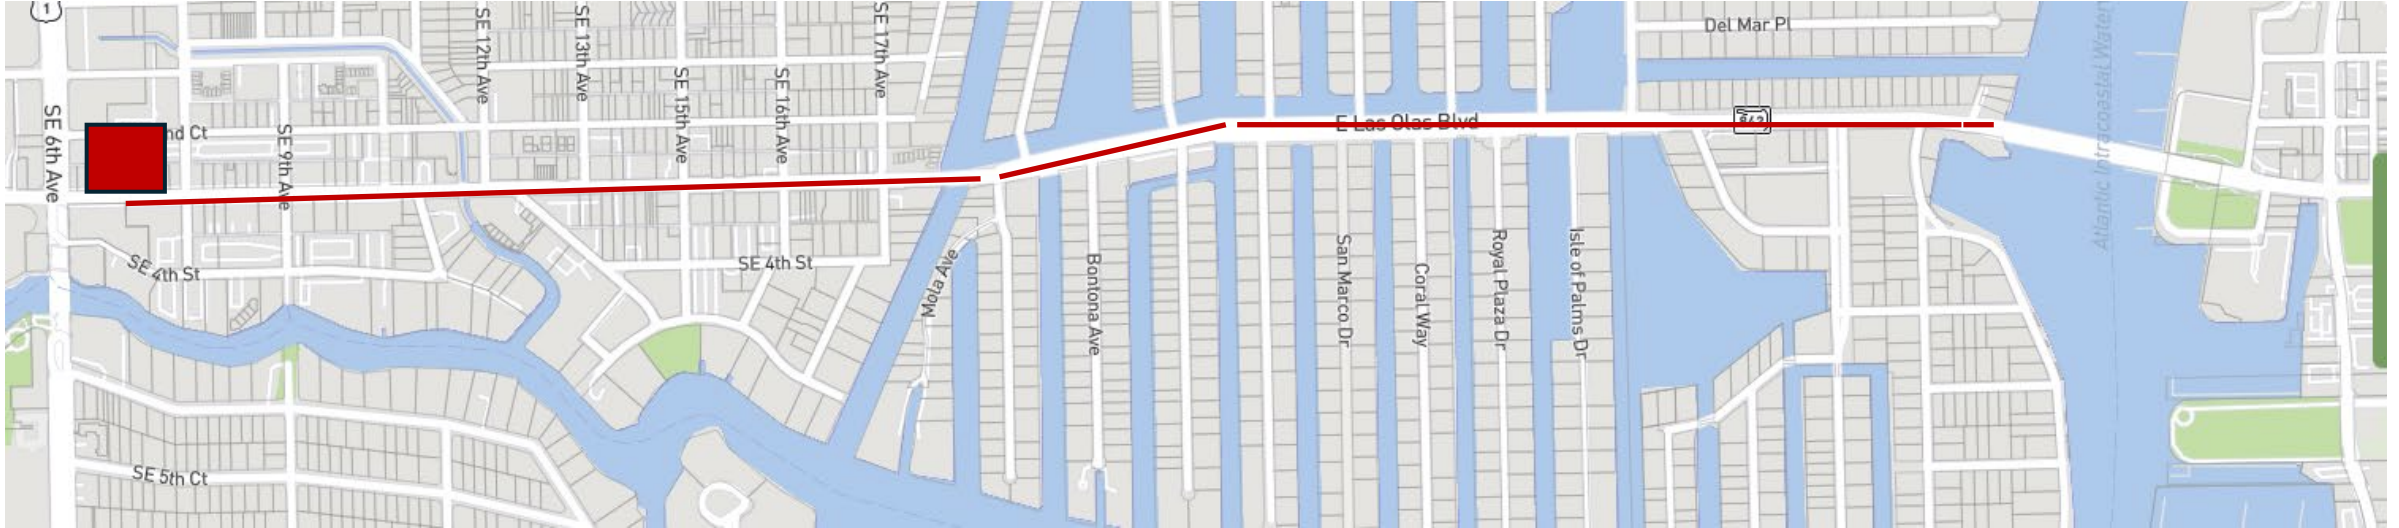 1
SE 6th Ave
nd Ct
SE 9th Ave
SE 12th Ave
SE 13th Ave
SE 15th Ave
SE 16th Ave
SE 17th Ave
Del Mar Pl
E Las Olas Blvd
842
Atlantic Intracoastal Water
SE 4th St
SE 4th St
Mola Ave
Bontona Ave
San Marco Dr
Coral Way
Royal Plaza Dr
Isle of Palms Dr
SE 5th Ct